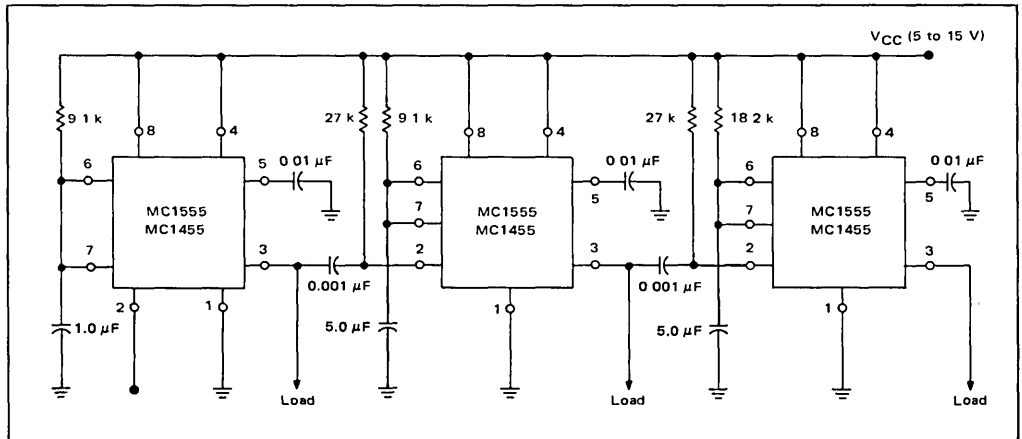 VCC (5 to 15 V)
9 1 k
27 k
9 1 k
27 k
18 2 k
8
4
8
4
8
4
6
5
0 01 µF
6
0 01 µF
6
0 01 µF
5
5
7
7
MC1555
MC1455
MC1555
MC1455
MC1555
MC1455
7
3
2
3
2
3
0.001 µF
0 001 µF
2
1
1
1
1.0 µF
5.0 µF
5.0 µF
Load
Load
Load